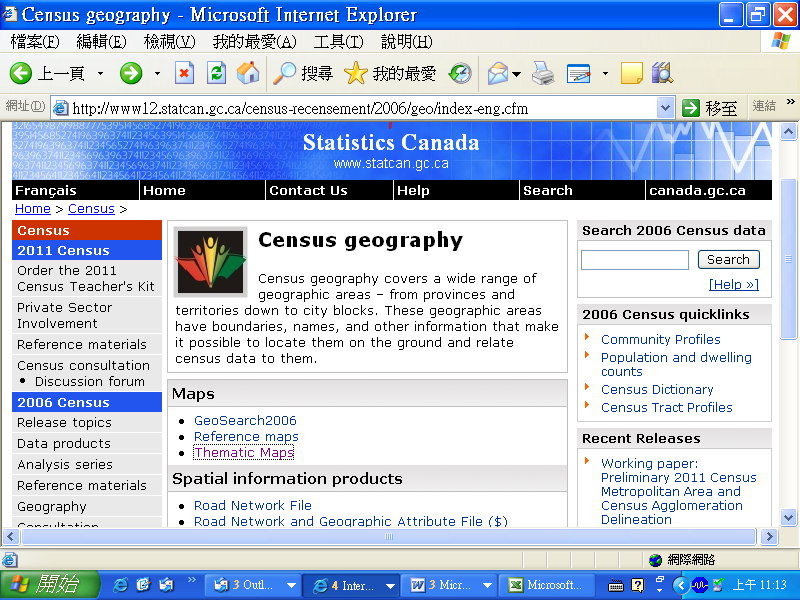 Census geography - Microsoft Internet Explorer
檔案(F) 編輯(E) 檢視(V) 我的最愛(A) 工具(T) 說明(H)
上一頁 搜尋 我的最愛
網址(D) http://www12.statcan.gc.ca/census-recensement/2006/geo/index-eng.cfm 移至 連結 »
Statistics Canada
www.statcan.gc.ca
Français Home Contact Us Help Search canada.gc.ca
Home > Census >
Census
2011 Census
Order the 2011
Census Teacher's Kit
Private Sector
Involvement
Reference materials
Census consultation
• Discussion forum
2006 Census
Release topics
Data products
Analysis series
Reference materials
Geography
Consultation
Census geography
Census geography covers a wide range of
geographic areas – from provinces and
territories down to city blocks. These geographic areas
have boundaries, names, and other information that make
it possible to locate them on the ground and relate
census data to them.
Maps
• GeoSearch2006
• Reference maps
• Thematic Maps
Spatial information products
• Road Network File
• Road Network and Geographic Attribute File ($)
Search 2006 Census data
Search
[Help »]
2006 Census quicklinks
Community Profiles
Population and dwelling
counts
Census Dictionary
Census Tract Profiles
Recent Releases
Working paper:
Preliminary 2011 Census
Metropolitan Area and
Census Agglomeration
Delineation
網際網路
開始 » 3 Outl... 4 Inter... 3 Micr... Microsoft... 上午 11:13